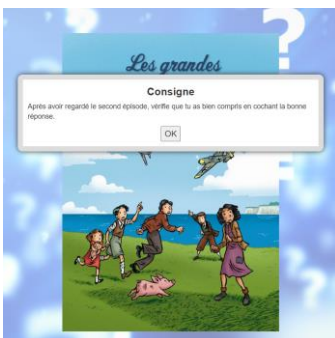 Les grandes
Consigne
Après avoir regardé le second épisode, vérifie que tu as bien compris en cochant la bonne
réponse.
OK